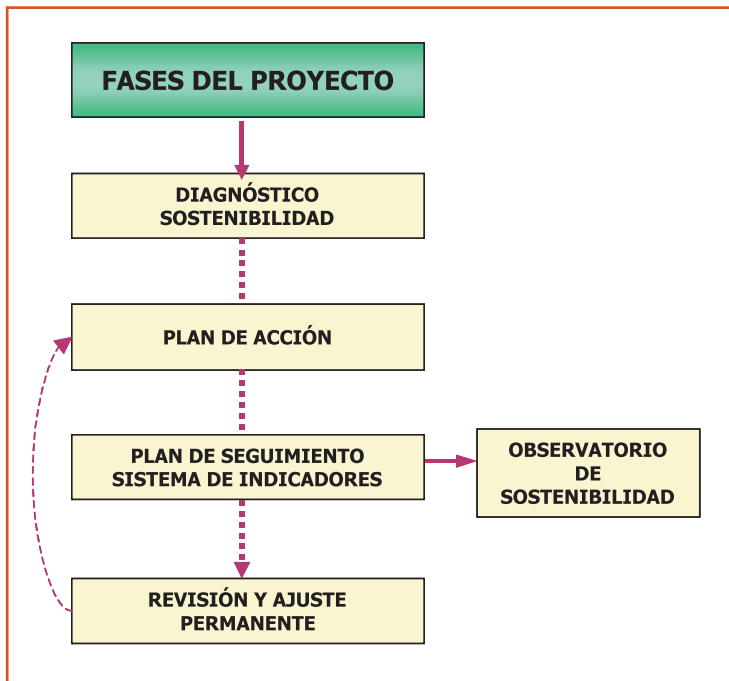 FASES DEL PROYECTO
DIAGNÓSTICO
SOSTENIBILIDAD
PLAN DE ACCIÓN
PLAN DE SEGUIMIENTO
SISTEMA DE INDICADORES
OBSERVATORIO
DE
SOSTENIBILIDAD
REVISIÓN Y AJUSTE
PERMANENTE